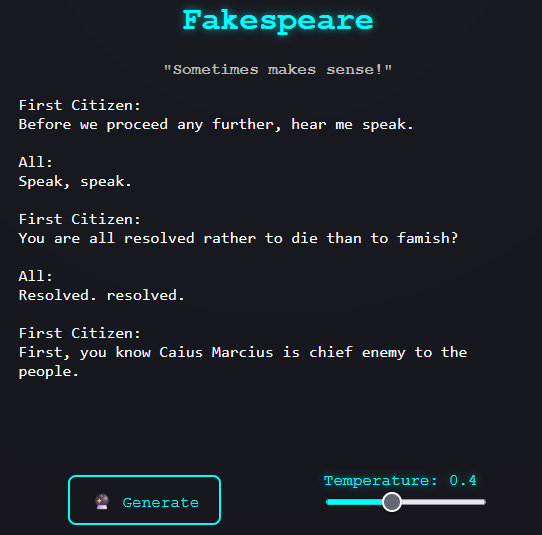 Fakespeare
"Sometimes makes sense!"
First Citizen:
Before we proceed any further, hear me speak.
All:
Speak, speak.
First Citizen:
You are all resolved rather to die than to famish?
All:
Resolved. resolved.
First Citizen:
First, you know Caius Marcius is chief enemy to the
people.
🔮 Generate
Temperature: 0.4